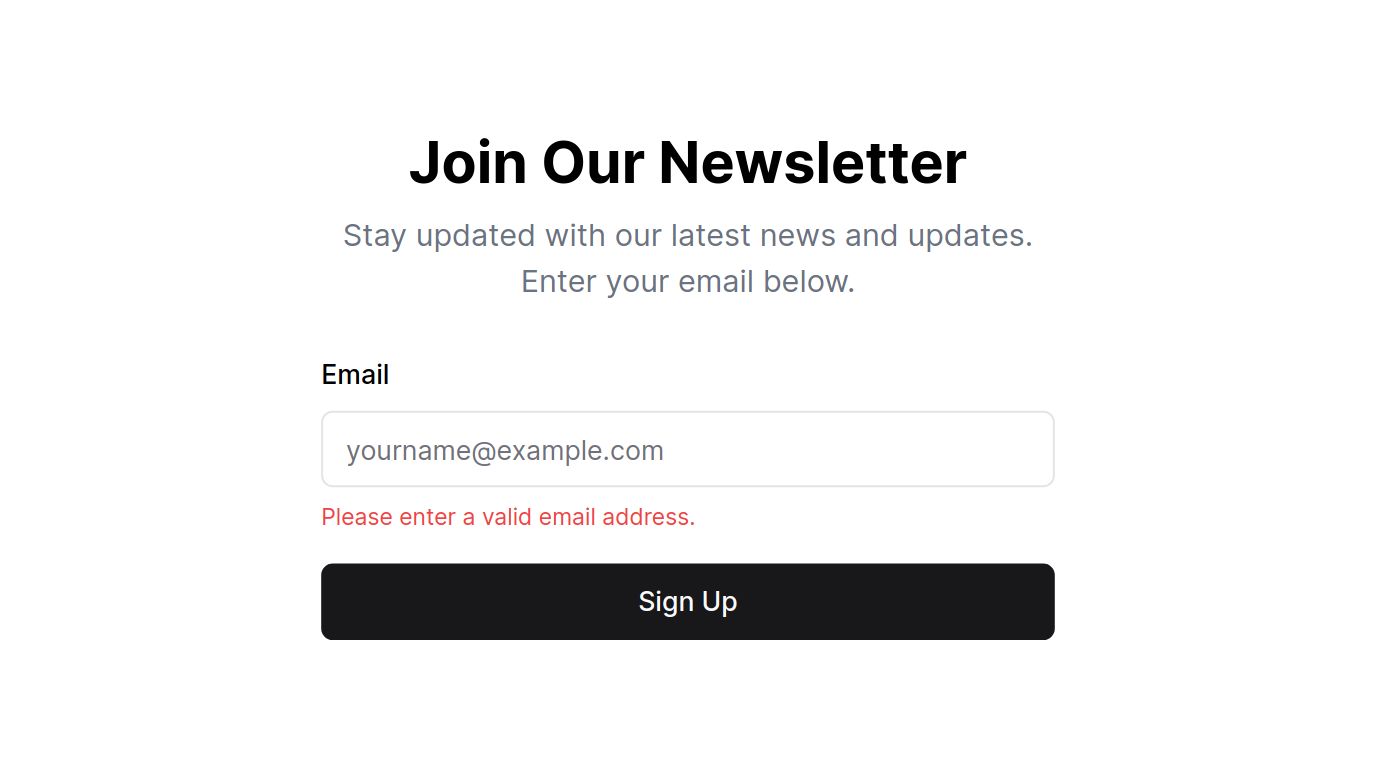 Join Our Newsletter
Stay updated with our latest news and updates.
Enter your email below.
Email
yourname@example.com
Please enter a valid email address.
Sign Up